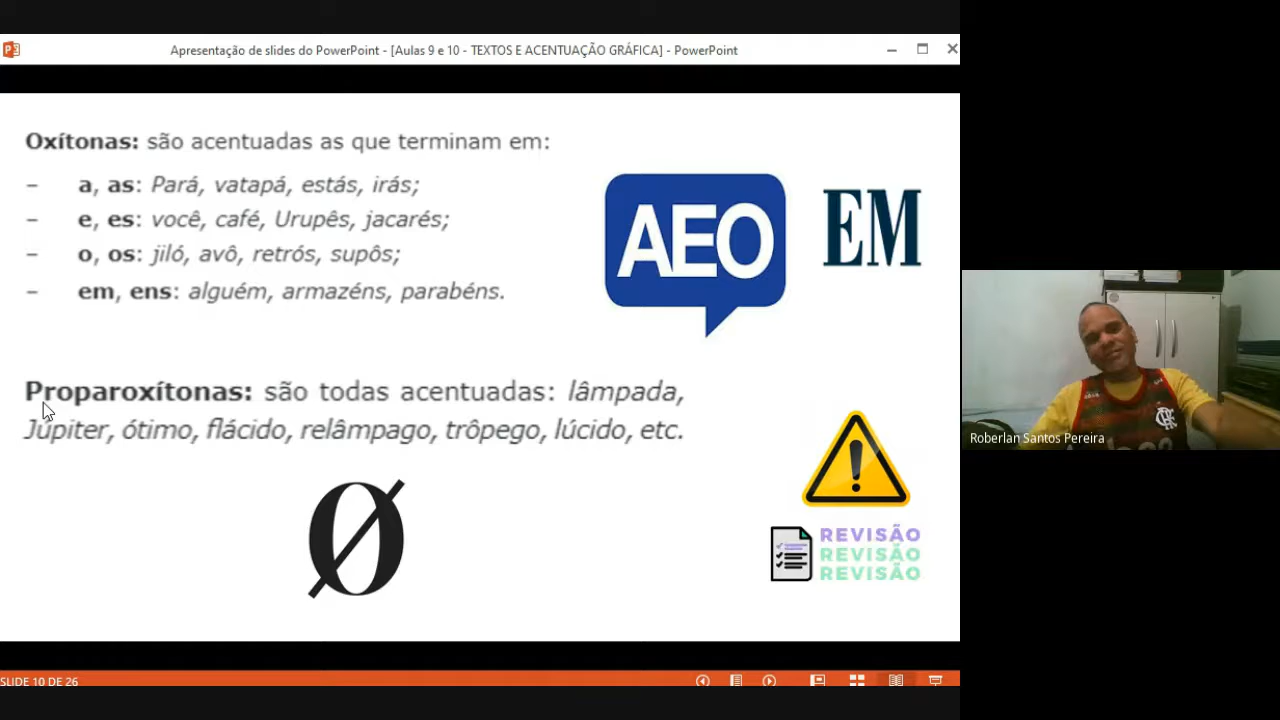 Apresentação de slides do PowerPoint - [Aulas 9 e 10 - TEXTOS E ACENTUAÇÃO GRÁFICA] - PowerPoint
Oxítonas: são acentuadas as que terminam em:
– a, as: Pará, vatapá, estás, irás;
– e, es: você, café, Urupês, jacarés;
– o, os: jiló, avô, retrós, supôs;
– em, ens: alguém, armazéns, parabéns.
AEO
EM
Proparoxítonas: são todas acentuadas: lâmpada,
Júpiter, ótimo, flácido, relâmpago, trôpego, lúcido, etc.
Ø
REVISÃO
REVISÃO
REVISÃO
Roberlan Santos Pereira
SLIDE 10 DE 26